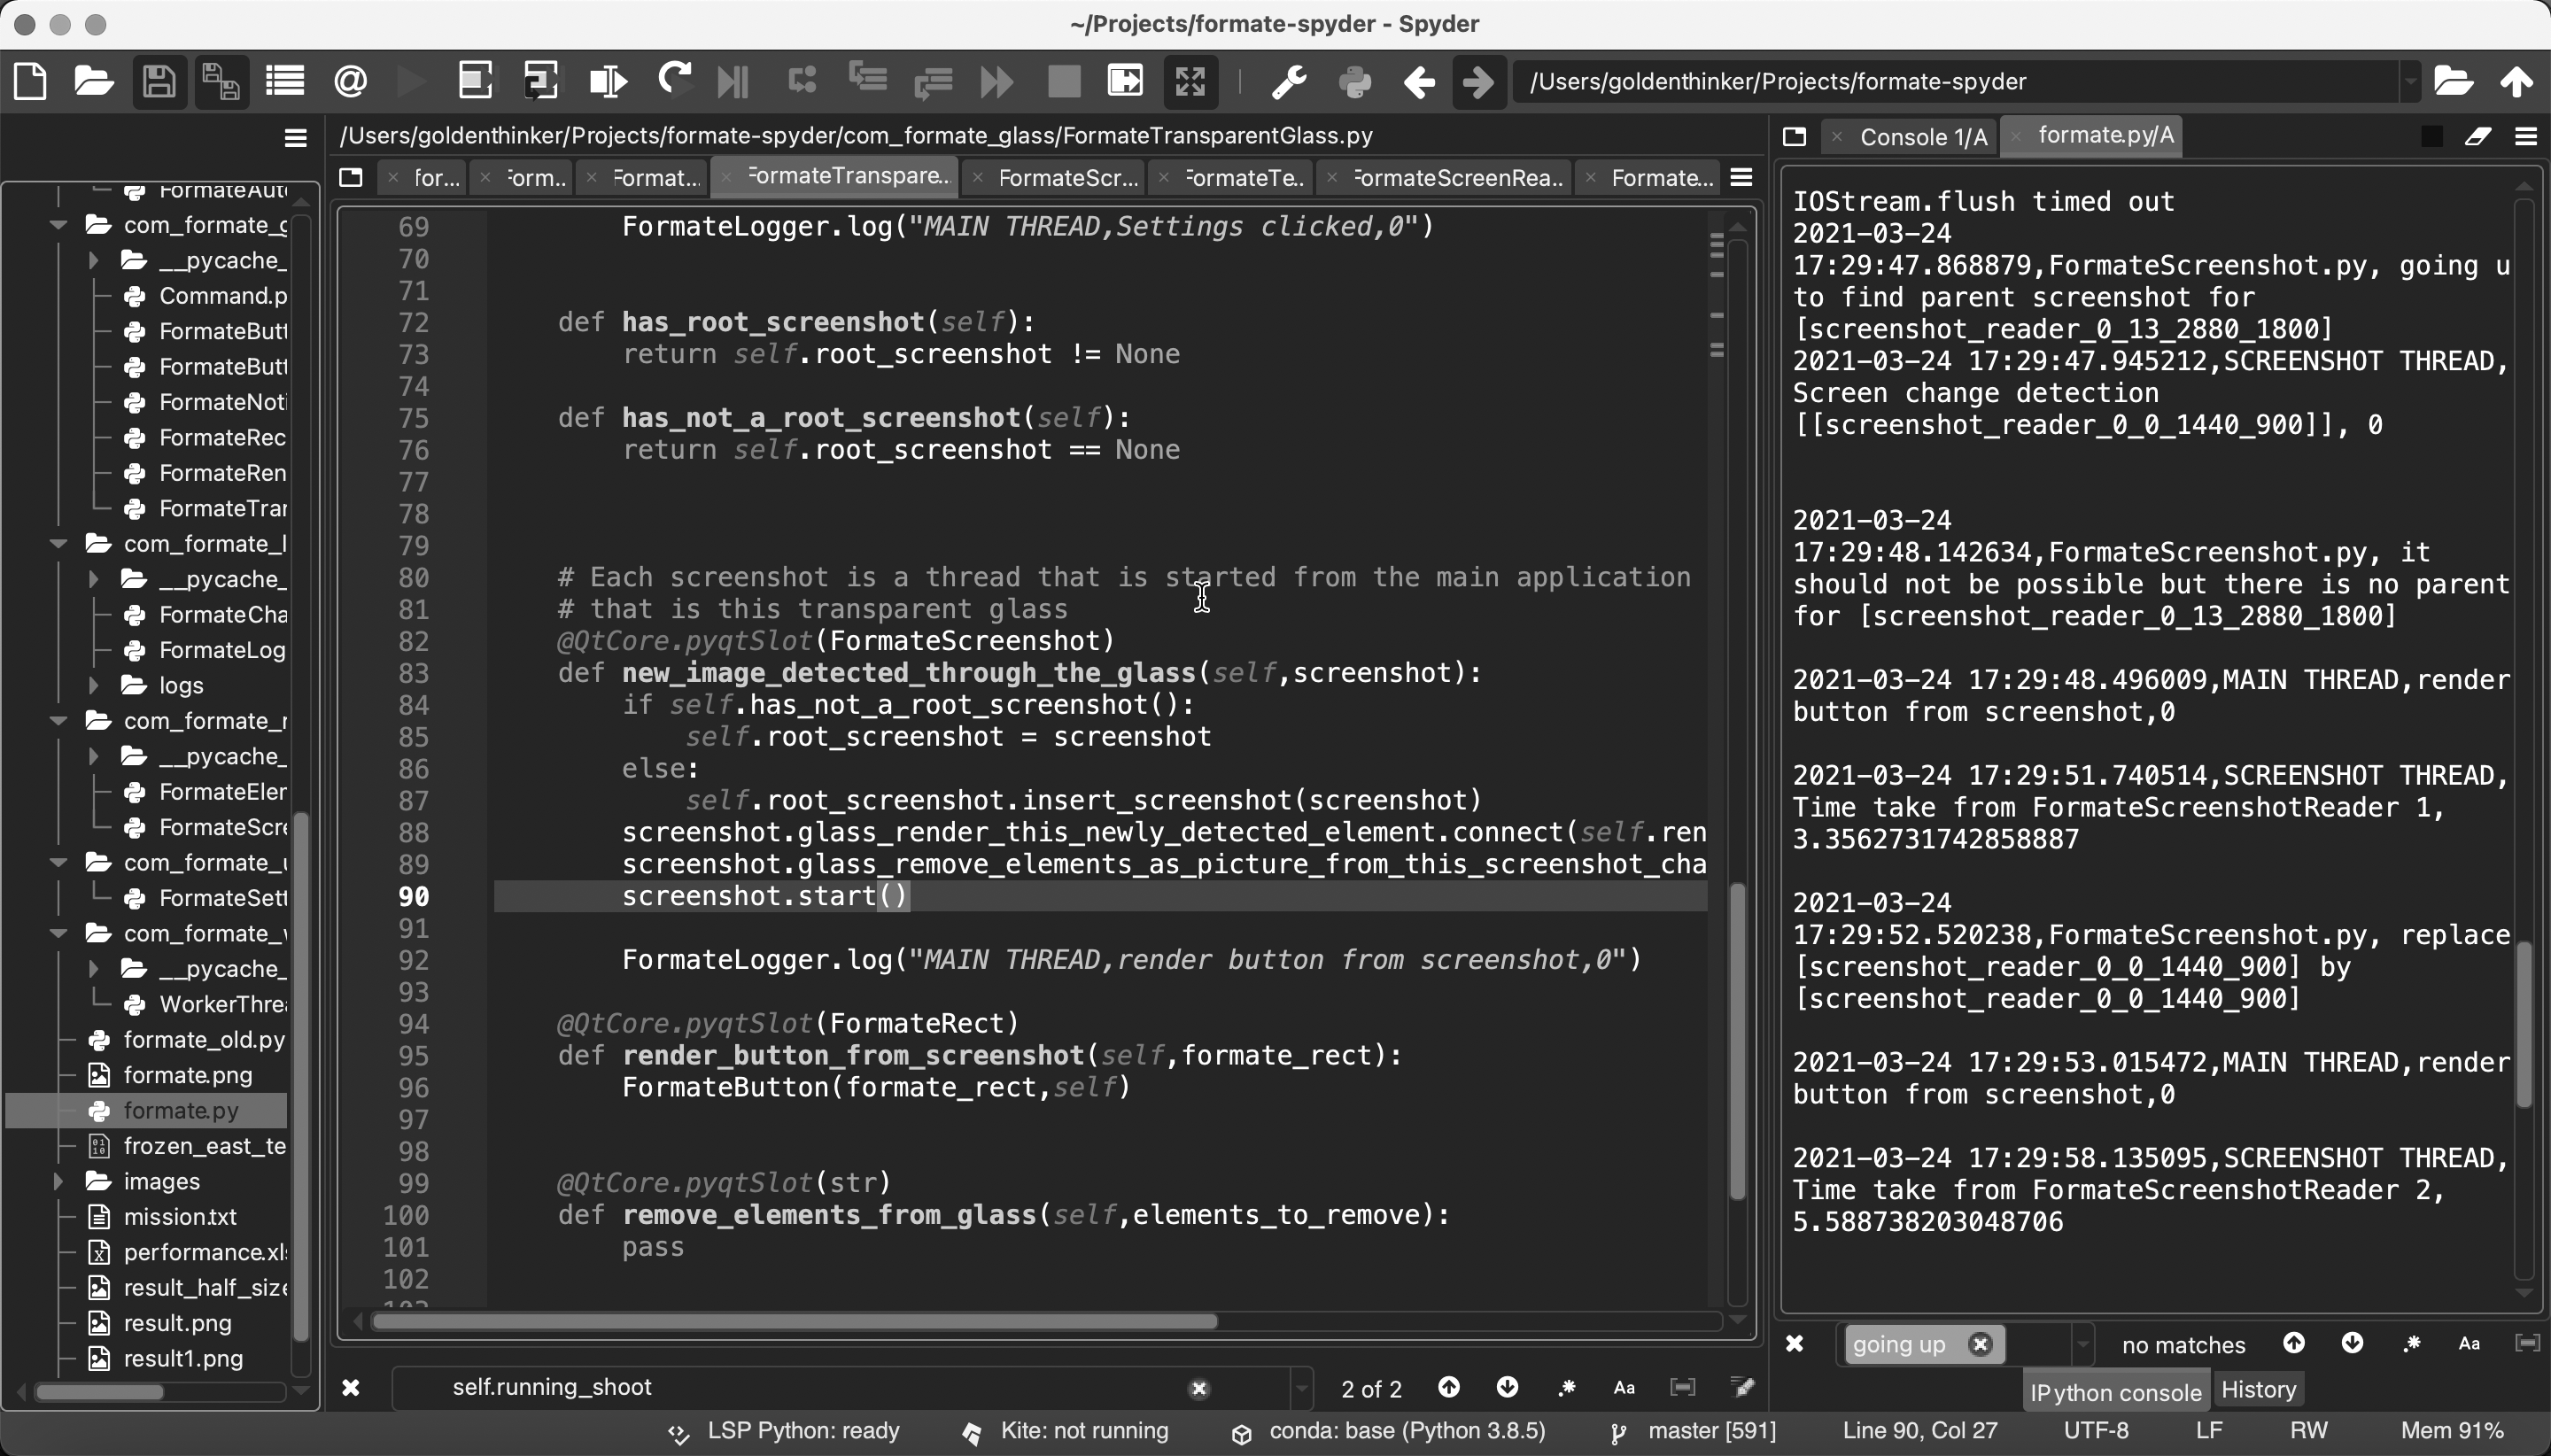 ~/Projects/formate-spyder - Spyder
/Users/goldenthinker/Projects/formate-spyder
/Users/goldenthinker/Projects/formate-spyder/com_formate_glass/FormateTransparentGlass.py
Console 1/A
formate.py/A
for...
Form..
Format...
FormateTranspare..
FormateScr...
FormateTe..
FormateScreenRea..
Formate...
FormateAut
com_formate_g
__pycache_
Command.p
FormateButt
FormateButt
FormateNoti
FormateRec
FormateRen
FormateTrar
com_formate_l
__pycache_
FormateCha
FormateLog
logs
com_formate_r
__pycache_
FormateElen
FormateScre
com_formate_u
FormateSett
com_formate_w
__pycache_
WorkerThrea
formate_old.py
formate.png
formate.py
frozen_east_te
images
mission.txt
performance.xls
result_half_size
result.png
result1.png
69 FormateLogger.log("MAIN THREAD,Settings clicked,0")
70
71
72 def has_root_screenshot(self):
73 return self.root_screenshot != None
74
75 def has_not_a_root_screenshot(self):
76 return self.root_screenshot == None
77
78
79
80 # Each screenshot is a thread that is started from the main application
81 # that is this transparent glass
82 @QtCore.pyqtSlot(FormateScreenshot)
83 def new_image_detected_through_the_glass(self,screenshot):
84 if self.has_not_a_root_screenshot():
85 self.root_screenshot = screenshot
86 else:
87 self.root_screenshot.insert_screenshot(screenshot)
88 screenshot.glass_render_this_newly_detected_element.connect(self.ren
89 screenshot.glass_remove_elements_as_picture_from_this_screenshot_cha
90 screenshot.start()
91
92 FormateLogger.log("MAIN THREAD,render button from screenshot,0")
93
94 @QtCore.pyqtSlot(FormateRect)
95 def render_button_from_screenshot(self,formate_rect):
96 FormateButton(formate_rect,self)
97
98
99 @QtCore.pyqtSlot(str)
100 def remove_elements_from_glass(self,elements_to_remove):
101 pass
102
103
IOStream.flush timed out
2021-03-24
17:29:47.868879,FormateScreenshot.py, going u
to find parent screenshot for
[screenshot_reader_0_13_2880_1800]
2021-03-24 17:29:47.945212,SCREENSHOT THREAD,
Screen change detection
[[screenshot_reader_0_0_1440_900]], 0
2021-03-24
17:29:48.142634,FormateScreenshot.py, it
should not be possible but there is no parent
for [screenshot_reader_0_13_2880_1800]
2021-03-24 17:29:48.496009,MAIN THREAD,render
button from screenshot,0
2021-03-24 17:29:51.740514,SCREENSHOT THREAD,
Time take from FormateScreenshotReader 1,
3.3562731742858887
2021-03-24
17:29:52.520238,FormateScreenshot.py, replace
[screenshot_reader_0_0_1440_900] by
[screenshot_reader_0_0_1440_900]
2021-03-24 17:29:53.015472,MAIN THREAD,render
button from screenshot,0
2021-03-24 17:29:58.135095,SCREENSHOT THREAD,
Time take from FormateScreenshotReader 2,
5.588738203048706
going up
no matches
Aa
self.running_shoot
2 of 2
Aa
IPython console
History
LSP Python: ready
Kite: not running
conda: base (Python 3.8.5)
master [591]
Line 90, Col 27
UTF-8
LF
RW
Mem 91%